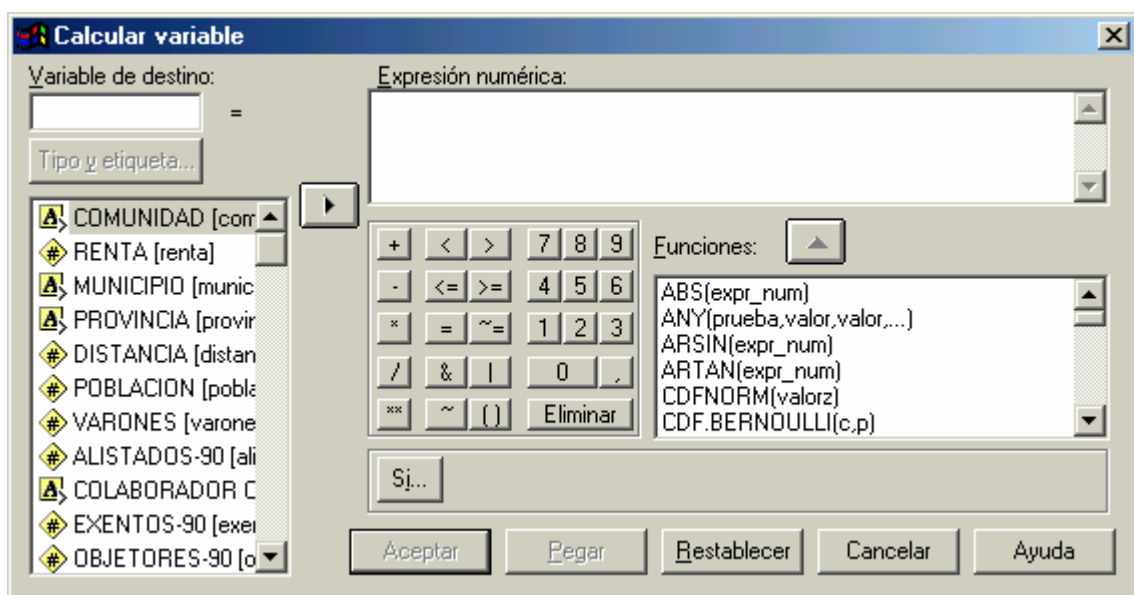 Calcular variable
Variable de destino:
=
Tipo y etiqueta...
COMUNIDAD [com
RENTA [renta]
MUNICIPIO [munic
PROVINCIA [provin
DISTANCIA [distan
POBLACION [pobla
VARONES [varone
ALISTADOS-90 [ali
COLABORADOR C
EXENTOS-90 [exen
OBJETORES-90 [o
Expresión numérica:
+ < > 7 8 9
- <= >= 4 5 6
* = ~= 1 2 3
/ & | 0 ,
** ~ ( ) Eliminar
Funciones:
ABS(expr_num)
ANY(prueba,valor,valor,...)
ARSIN(expr_num)
ARTAN(expr_num)
CDFNORM(valorz)
CDF.BERNOULLI(c,p)
Si...
Aceptar Pegar Restablecer Cancelar Ayuda